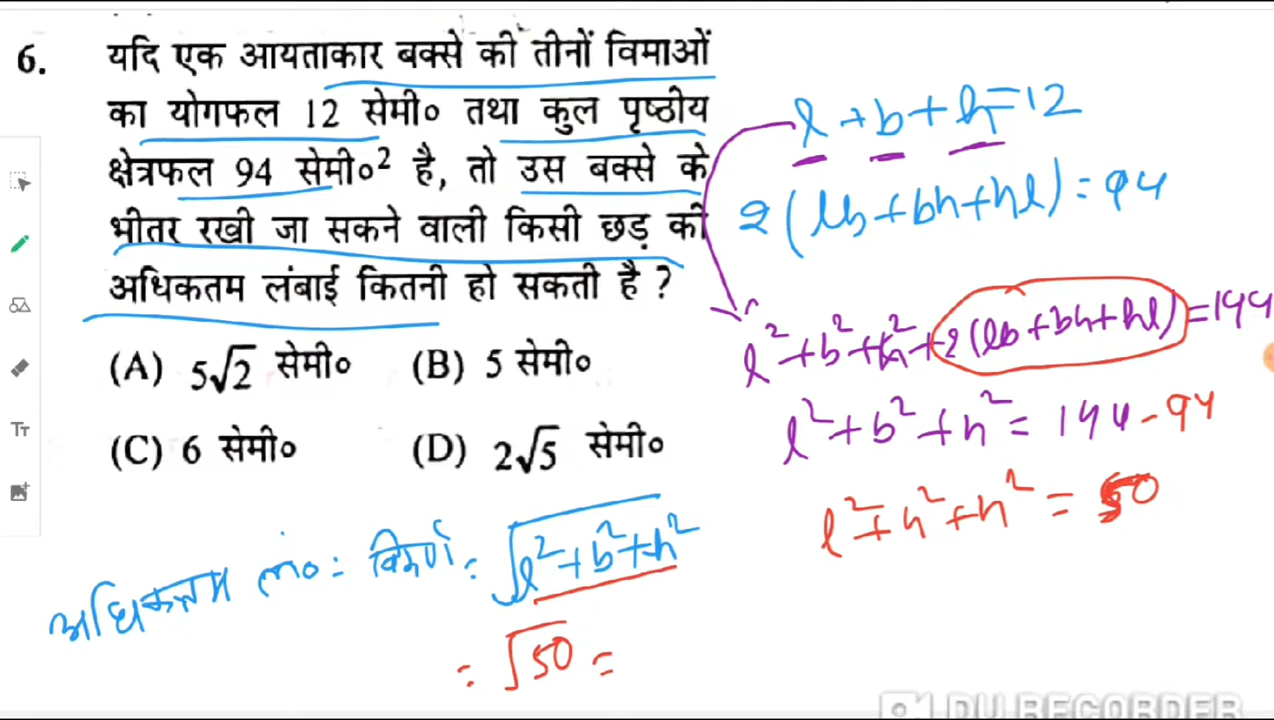 6. यदि एक आयताकार बक्से की तीनों विमाओं
का योगफल 12 सेमी० तथा कुल पृष्ठीय
क्षेत्रफल 94 सेमी०² है, तो उस बक्से के
भीतर रखी जा सकने वाली किसी छड़ की
अधिकतम लंबाई कितनी हो सकती है ?
(A) 5√2 सेमी० (B) 5 सेमी०
(C) 6 सेमी० (D) 2√5 सेमी०
l + b + h = 12
2 (lb + bh + hl) = 94
l² + b² + h² + 2(lb + bh + hl) = 144
l² + b² + h² = 144 - 94
l² + h² + h² = 50
अधिकतम लं० = विकर्ण = √l² + b² + h²
= √50 =
Tт
DU RECORDER